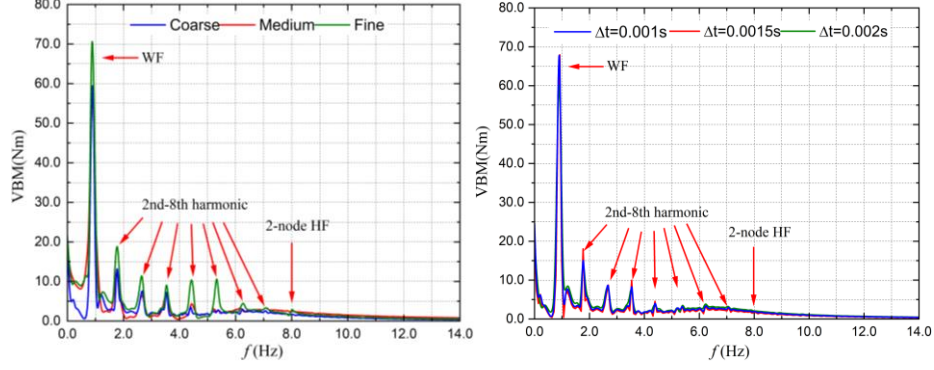 Coarse Medium Fine
80.0
70.0
60.0
50.0
40.0
30.0
20.0
10.0
0.0
VBM(Nm)
WF
2nd-8th harmonic
2-node HF
0.0 2.0 4.0 6.0 8.0 10.0 12.0 14.0
f(Hz)
Δt=0.001s Δt=0.0015s Δt=0.002s
80.0
70.0
60.0
50.0
40.0
30.0
20.0
10.0
0.0
VBM(Nm)
WF
2nd-8th harmonic
2-node HF
0.0 2.0 4.0 6.0 8.0 10.0 12.0 14.0
f(Hz)